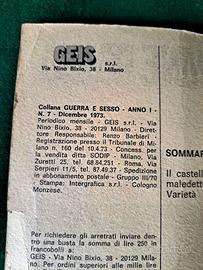 GEIS s.r.l.
Via Nino Bixio, 38 - Milano
Collana GUERRA E SESSO - ANNO I -
N. 7 - Dicembre 1973.
Periodico mensile - GEIS s.r.l. - Via
Nino Bixio, 38 - 20129 Milano - Diret-
tore Responsabile: Renzo Barbieri -
Registrazione presso il Tribunale di Mi-
lano n. 160 del 10.4.73 - Concess. per
la vendita ditta SODIP - Milano, Via
Zuretti 25, tel. 68.84.251 - Roma, Via
Serpieri 11/5, tel. 87.49.37 - Spedizione
in abbonamento postale - Gruppo III/70
- Stampa: Intergrafica s.r.l. - Cologno
Monzese.
SOMMAR
Il castell
maledett
Varietà
Per richiedere gli arretrati inviare den-
tro una busta la somma di lire 250 in
francobolli a:
GEIS - Via Nino Bixio, 38 - 20129 Mila-
no. Per ordini superiori alle mille lire